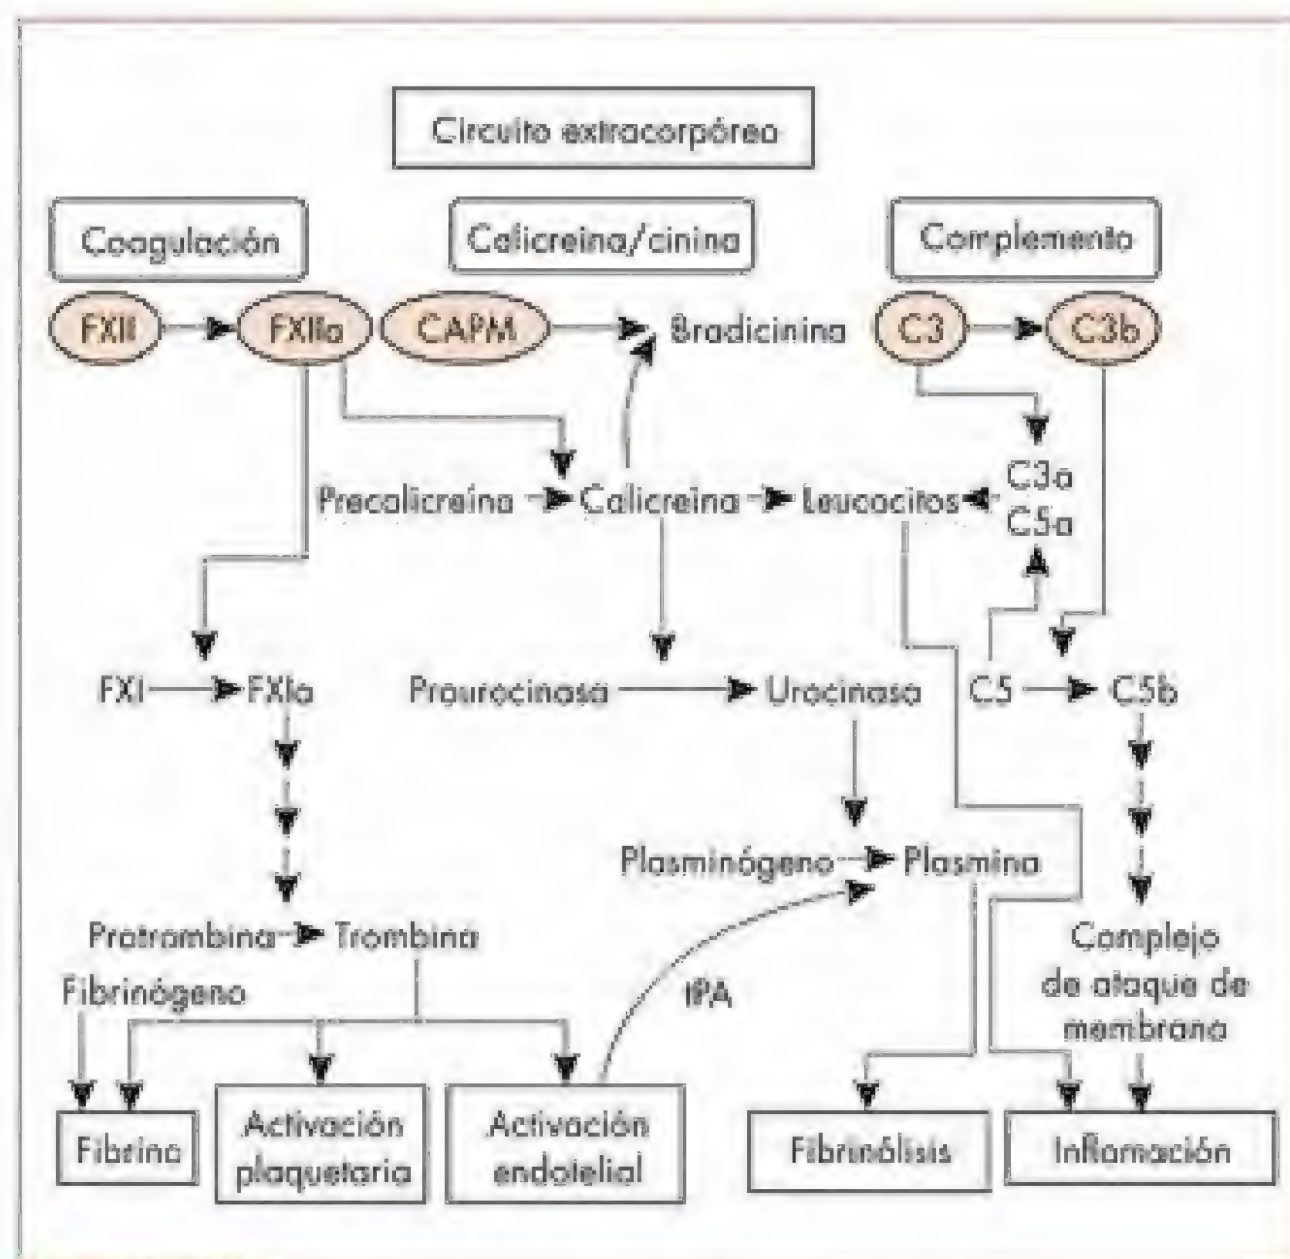 Circuito extracorpóreo
Coagulación
Calicreína/cinina
Complemento
FXII
FXIIa
CAPM
Bradicinina
C3
C3b
Precalicreína
Calicreína
Leucocitos
C3a
C5a
FXI
FXIa
Prourocinasa
Urocinasa
C5
C5b
Plasminógeno
Plasmina
Protrombina
Trombina
Complejo
de ataque de
membrana
Fibrinógeno
tPA
Fibrina
Activación
plaquetaria
Activación
endotelial
Fibrinólisis
Inflamación